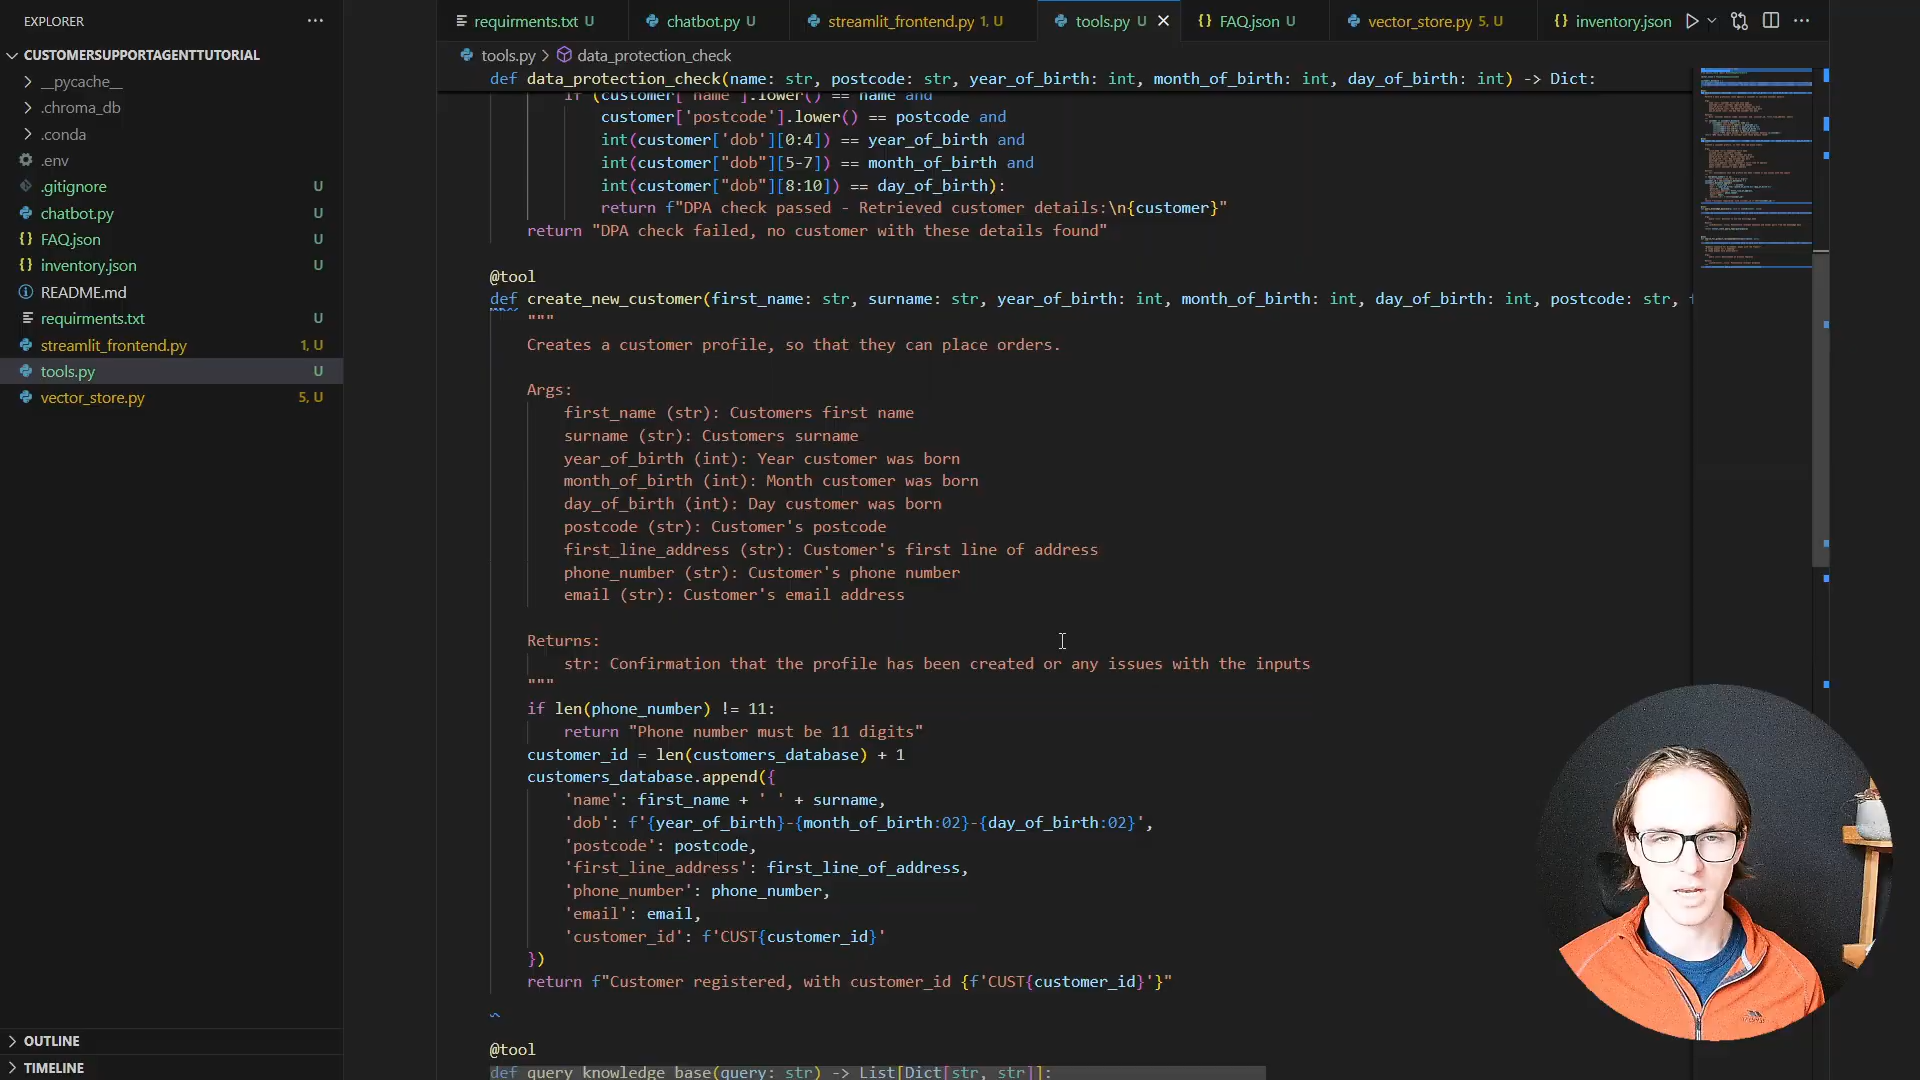 EXPLORER
CUSTOMERSUPPORTAGENTTUTORIAL
__pycache__
.chroma_db
.conda
.env
.gitignore U
chatbot.py U
FAQ.json U
inventory.json U
README.md
requirments.txt U
streamlit_frontend.py 1, U
tools.py U
vector_store.py 5, U
OUTLINE
TIMELINE
requirments.txt U
chatbot.py U
streamlit_frontend.py 1, U
tools.py U
FAQ.json U
vector_store.py 5, U
inventory.json
tools.py > data_protection_check
def data_protection_check(name: str, postcode: str, year_of_birth: int, month_of_birth: int, day_of_birth: int) -> Dict:
if (customer['name'].lower() == name and
customer['postcode'].lower() == postcode and
int(customer['dob'][0:4]) == year_of_birth and
int(customer["dob"][5-7]) == month_of_birth and
int(customer["dob"][8:10]) == day_of_birth):
return f"DPA check passed - Retrieved customer details:\n{customer}"
return "DPA check failed, no customer with these details found"
@tool
def create_new_customer(first_name: str, surname: str, year_of_birth: int, month_of_birth: int, day_of_birth: int, postcode: str,
"""
Creates a customer profile, so that they can place orders.
Args:
first_name (str): Customers first name
surname (str): Customers surname
year_of_birth (int): Year customer was born
month_of_birth (int): Month customer was born
day_of_birth (int): Day customer was born
postcode (str): Customer's postcode
first_line_address (str): Customer's first line of address
phone_number (str): Customer's phone number
email (str): Customer's email address
Returns:
str: Confirmation that the profile has been created or any issues with the inputs
"""
if len(phone_number) != 11:
return "Phone number must be 11 digits"
customer_id = len(customers_database) + 1
customers_database.append({
'name': first_name + ' ' + surname,
'dob': f'{year_of_birth}-{month_of_birth:02}-{day_of_birth:02}',
'postcode': postcode,
'first_line_address': first_line_of_address,
'phone_number': phone_number,
'email': email,
'customer_id': f'CUST{customer_id}'
})
return f"Customer registered, with customer_id {f'CUST{customer_id}'}"
@tool
def query_knowledge_base(query: str) -> List[Dict[str, str]]: